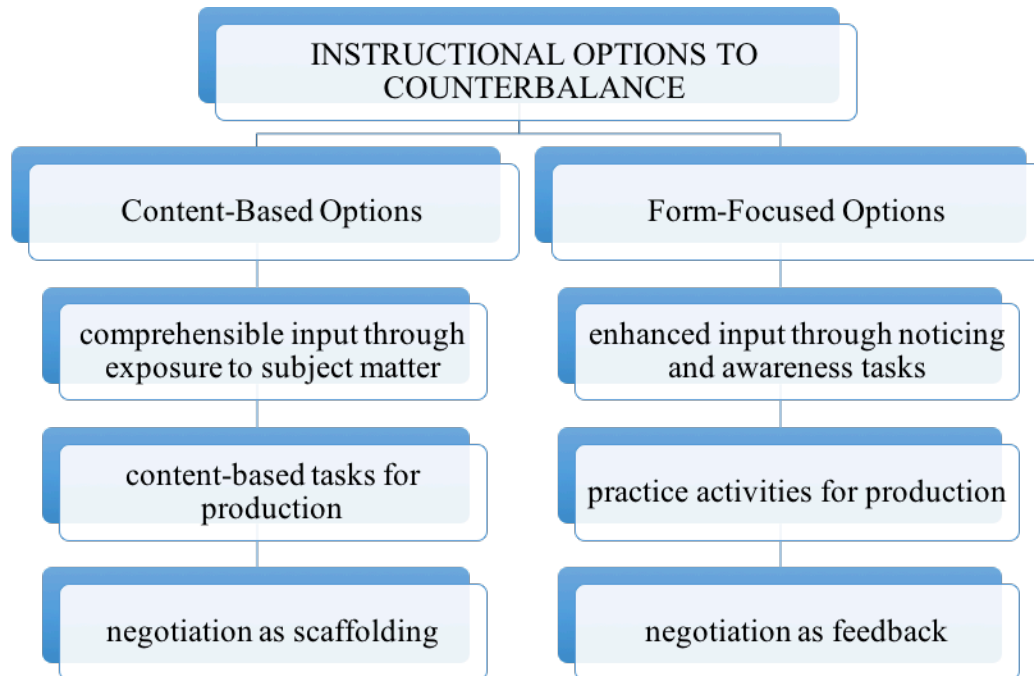 INSTRUCTIONAL OPTIONS TO
COUNTERBALANCE
Content-Based Options
Form-Focused Options
comprehensible input through
exposure to subject matter
enhanced input through noticing
and awareness tasks
content-based tasks for
production
practice activities for production
negotiation as scaffolding
negotiation as feedback